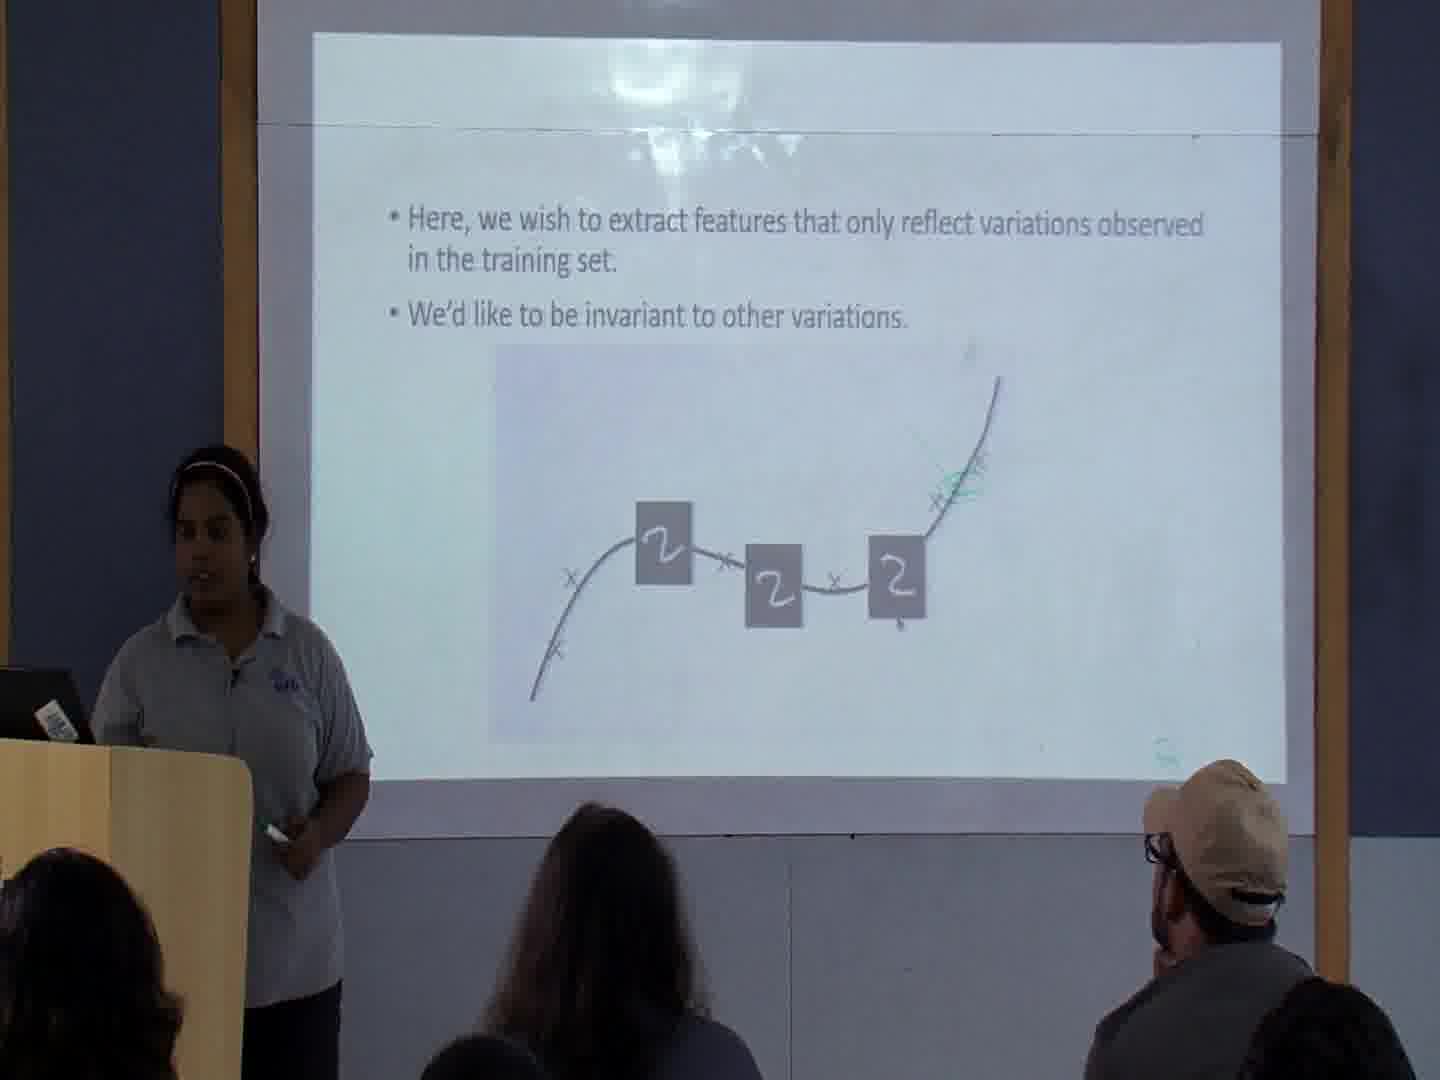 • Here, we wish to extract features that only reflect variations observed
in the training set.
• We'd like to be invariant to other variations.
2
2
2